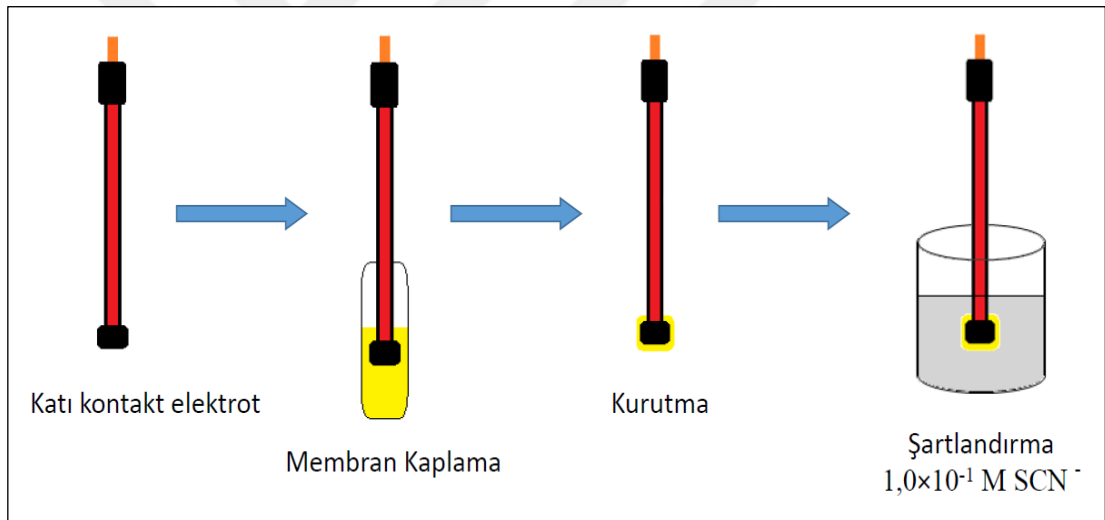 Katı kontakt elektrot
Membran Kaplama
Kurutma
Şartlandırma
1,0×10⁻¹ M SCN ⁻